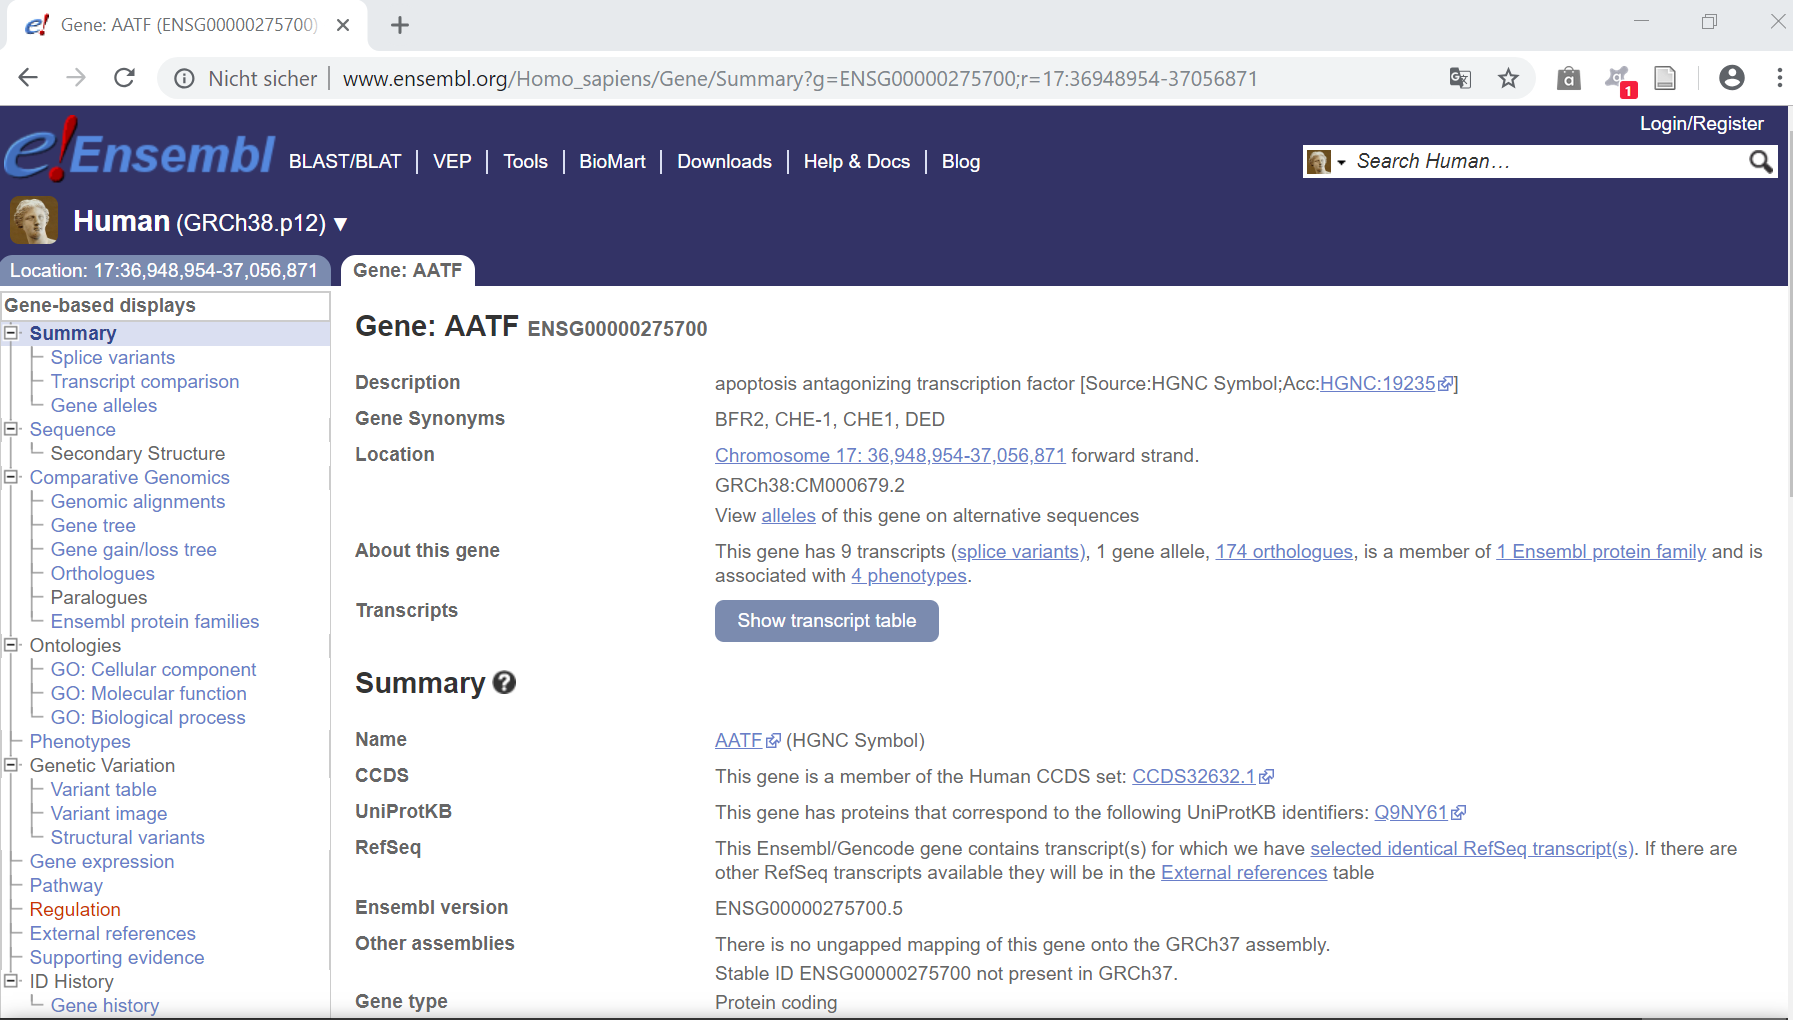 Gene: AATF (ENSG00000275700)
Nicht sicher | www.ensembl.org/Homo_sapiens/Gene/Summary?g=ENSG00000275700;r=17:36948954-37056871
1
Login/Register
e!Ensembl BLAST/BLAT | VEP | Tools | BioMart | Downloads | Help & Docs | Blog
Search Human...
Human (GRCh38.p12) ▼
Location: 17:36,948,954-37,056,871
Gene: AATF
Gene-based displays
Summary
Splice variants
Transcript comparison
Gene alleles
Sequence
Secondary Structure
Comparative Genomics
Genomic alignments
Gene tree
Gene gain/loss tree
Orthologues
Paralogues
Ensembl protein families
Ontologies
GO: Cellular component
GO: Molecular function
GO: Biological process
Phenotypes
Genetic Variation
Variant table
Variant image
Structural variants
Gene expression
Pathway
Regulation
External references
Supporting evidence
ID History
Gene history
Gene: AATF ENSG00000275700
Description apoptosis antagonizing transcription factor [Source:HGNC Symbol;Acc:HGNC:19235]
Gene Synonyms BFR2, CHE-1, CHE1, DED
Location Chromosome 17: 36,948,954-37,056,871 forward strand.
GRCh38:CM000679.2
View alleles of this gene on alternative sequences
About this gene This gene has 9 transcripts (splice variants), 1 gene allele, 174 orthologues, is a member of 1 Ensembl protein family and is
associated with 4 phenotypes.
Transcripts Show transcript table
Summary ?
Name AATF (HGNC Symbol)
CCDS This gene is a member of the Human CCDS set: CCDS32632.1
UniProtKB This gene has proteins that correspond to the following UniProtKB identifiers: Q9NY61
RefSeq This Ensembl/Gencode gene contains transcript(s) for which we have selected identical RefSeq transcript(s). If there are
other RefSeq transcripts available they will be in the External references table
Ensembl version ENSG00000275700.5
Other assemblies There is no ungapped mapping of this gene onto the GRCh37 assembly.
Stable ID ENSG00000275700 not present in GRCh37.
Gene type Protein coding